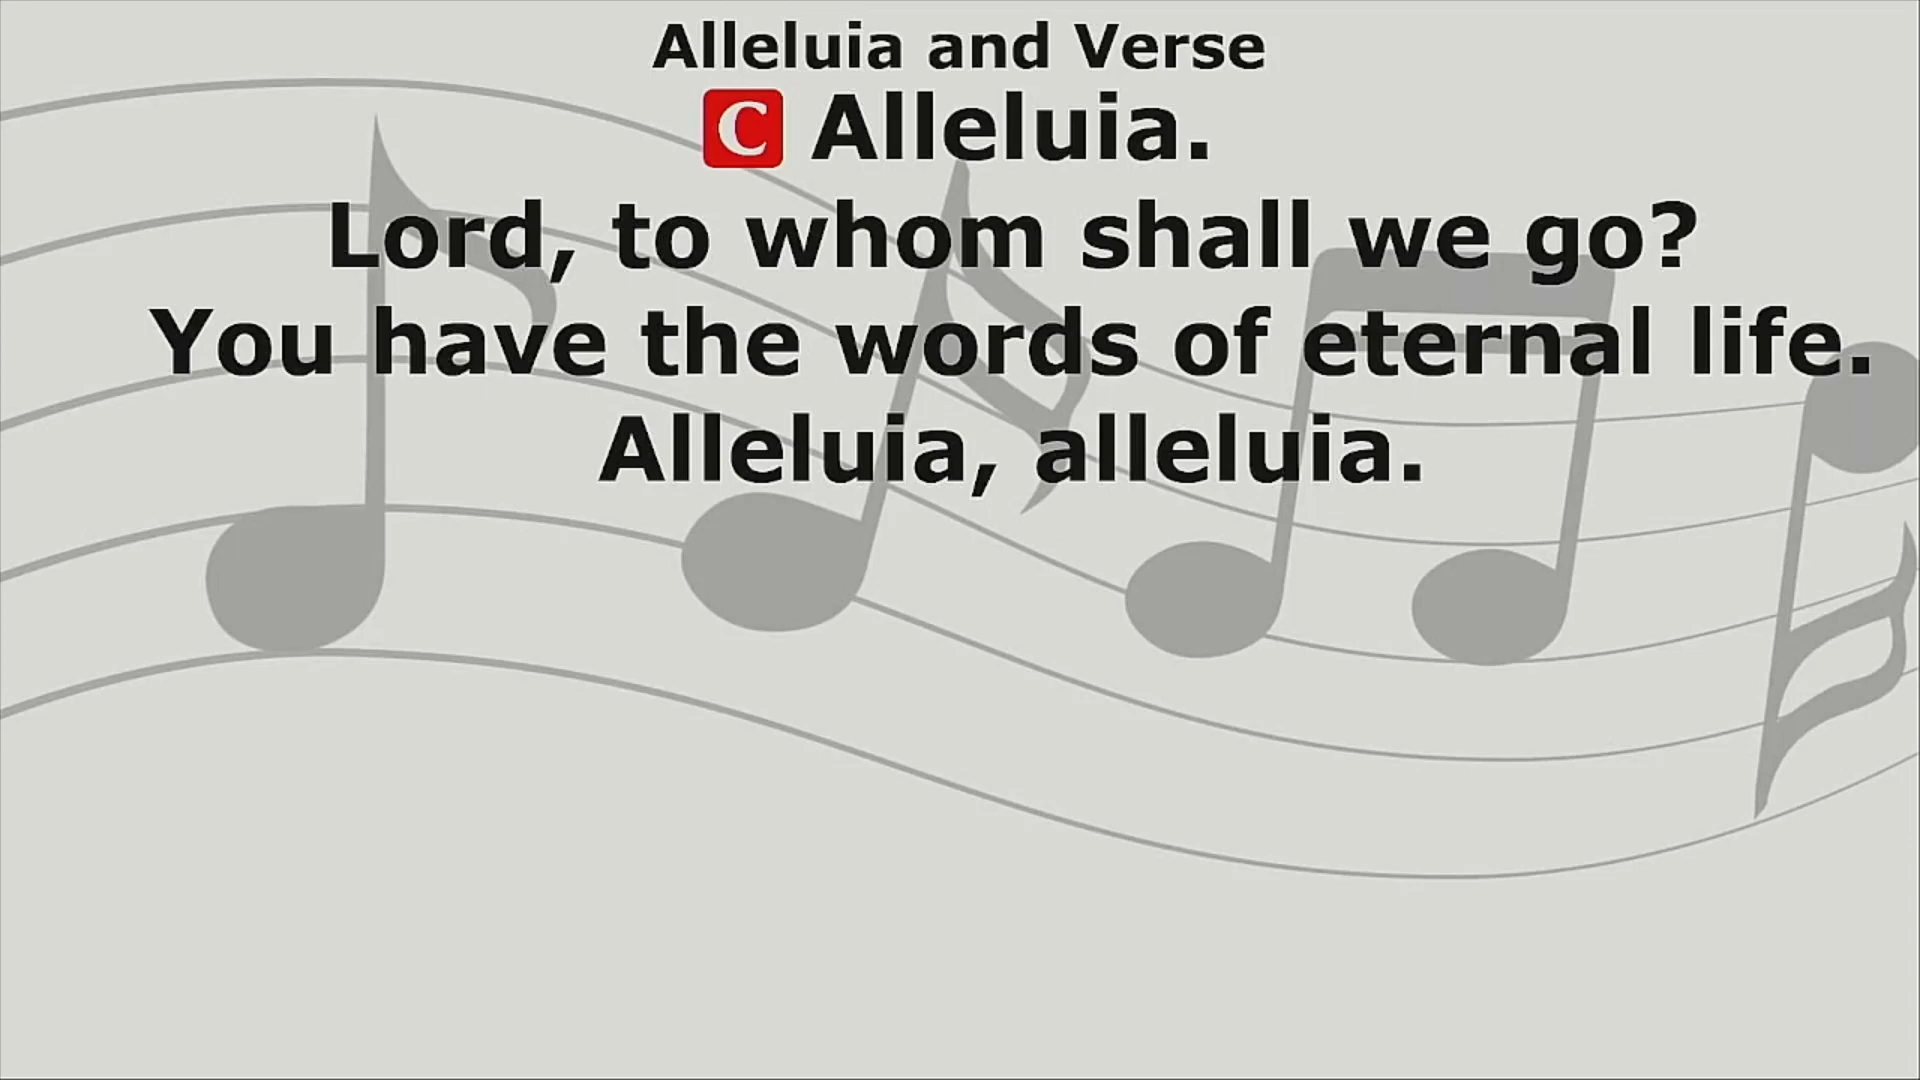 Alleluia and Verse
C Alleluia.
Lord, to whom shall we go?
You have the words of eternal life.
Alleluia, alleluia.